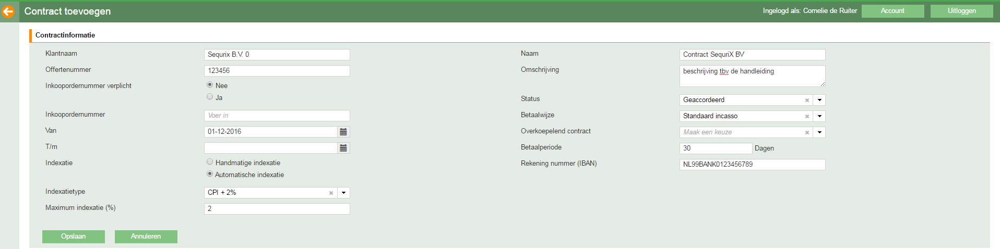 Contract toevoegen
Ingelogd als: Cornelie de Ruiter
Account
Uitloggen
Contractinformatie
Klantnaam
Sequrix B.V. 0
Offertenummer
123456
Inkoopordernummer verplicht
Nee
Ja
Inkoopordernummer
Voer in
Van
01-12-2016
T/m
Indexatie
Handmatige indexatie
Automatische indexatie
Indexatietype
CPI + 2%
Maximum indexatie (%)
2
Naam
Contract SequriX BV
Omschrijving
beschrijving tbv de handleiding
Status
Geaccordeerd
Betaalwijze
Standaard incasso
Overkoepelend contract
Maak een keuze
Betaalperiode
30 Dagen
Rekening nummer (IBAN)
NL99BANK0123456789
Opslaan
Annuleren